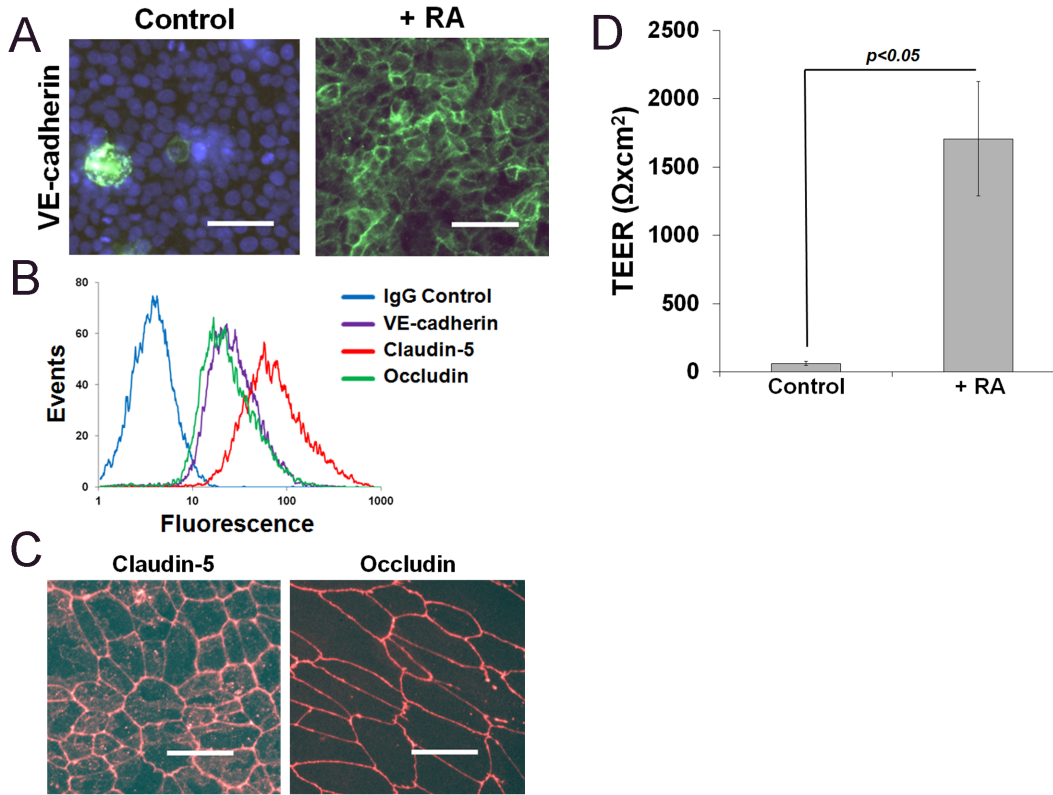 A
Control
+ RA
VE-cadherin
B
80
60
40
20
0
1
10
100
1000
Events
Fluorescence
IgG Control
VE-cadherin
Claudin-5
Occludin
C
Claudin-5
Occludin
D
2500
2000
1500
1000
500
0
TEER (Ωxcm²)
p<0.05
Control
+ RA